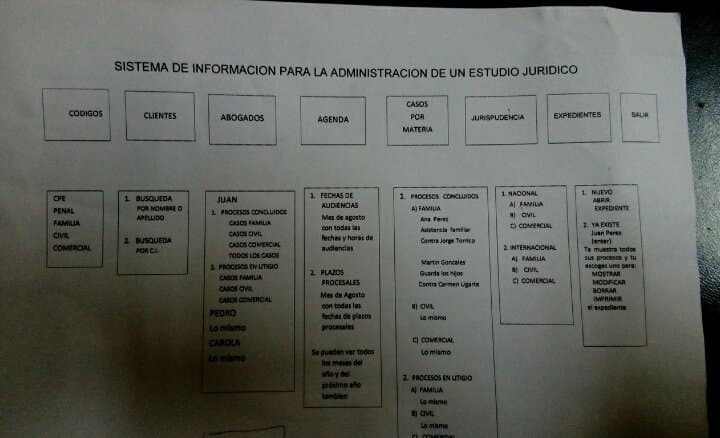 SISTEMA DE INFORMACION PARA LA ADMINISTRACION DE UN ESTUDIO JURIDICO
CODIGOS
CLIENTES
ABOGADOS
AGENDA
CASOS
POR
MATERIA
JURISPUDENCIA
EXPEDIENTES
SALIR
CPE
PENAL
FAMILIA
CIVIL
COMERCIAL
1. BUSQUEDA
POR NOMBRE O
APELLIDO
2. BUSQUEDA
POR C.I.
JUAN
1. PROCESOS CONCLUIDOS
CASOS FAMILIA
CASOS CIVIL
CASOS COMERCIAL
TODOS LOS CASOS
2. PROCESOS EN LITIGIO
CASOS FAMILIA
CASOS CIVIL
CASOS COMERCIAL
PEDRO
Lo mismo
CAROLA
Lo mismo
1. FECHAS DE
AUDIENCIAS
Mes de agosto
con todas las
fechas y horas de
audiencias
2. PLAZOS
PROCESALES
Mes de Agosto
con todas las
fechas de plazos
procesales
Se pueden ver todos
los meses del
año y del
próximo año
tambien
1. PROCESOS CONCLUIDOS
A) FAMILIA
Ana Perez
Asistencia familiar
Contra Jorge Torrico
Martin Gonzales
Guarda los hijos
Contra Carmen Ugarte
B) CIVIL
Lo mismo
C) COMERCIAL
Lo mismo
2. PROCESOS EN LITIGIO
A) FAMILIA
Lo mismo
B) CIVIL
Lo mismo
C) COMERCIAL
1. NACIONAL
A) FAMILIA
B) CIVIL
C) COMERCIAL
2. INTERNACIONAL
A) FAMILIA
B) CIVIL
C) COMERCIAL
1. NUEVO
ABRIR
EXPEDIENTE
2. YA EXISTE
Juan Perez
(enter)
Te muestra todos
sus procesos y tu
escoges uno para:
MOSTRAR
MODIFICAR
BORRAR
IMPRIMIR
el expediente